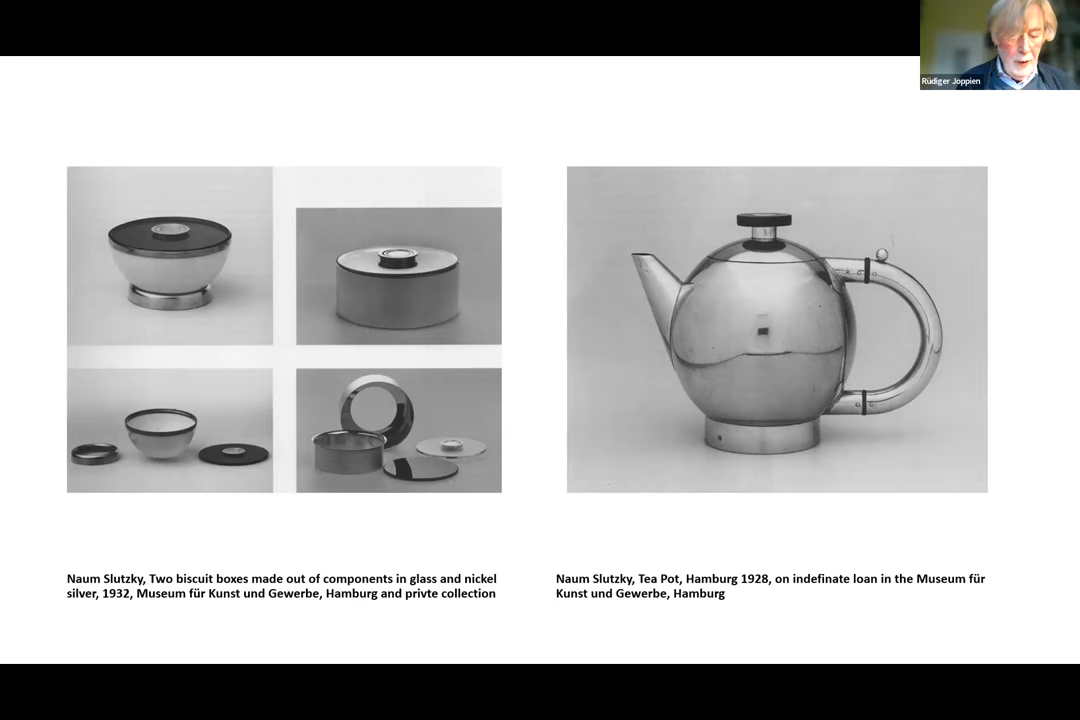 Rüdiger Joppien
Naum Slutzky, Two biscuit boxes made out of components in glass and nickel
silver, 1932, Museum für Kunst und Gewerbe, Hamburg and privte collection
Naum Slutzky, Tea Pot, Hamburg 1928, on indefinate loan in the Museum für
Kunst und Gewerbe, Hamburg